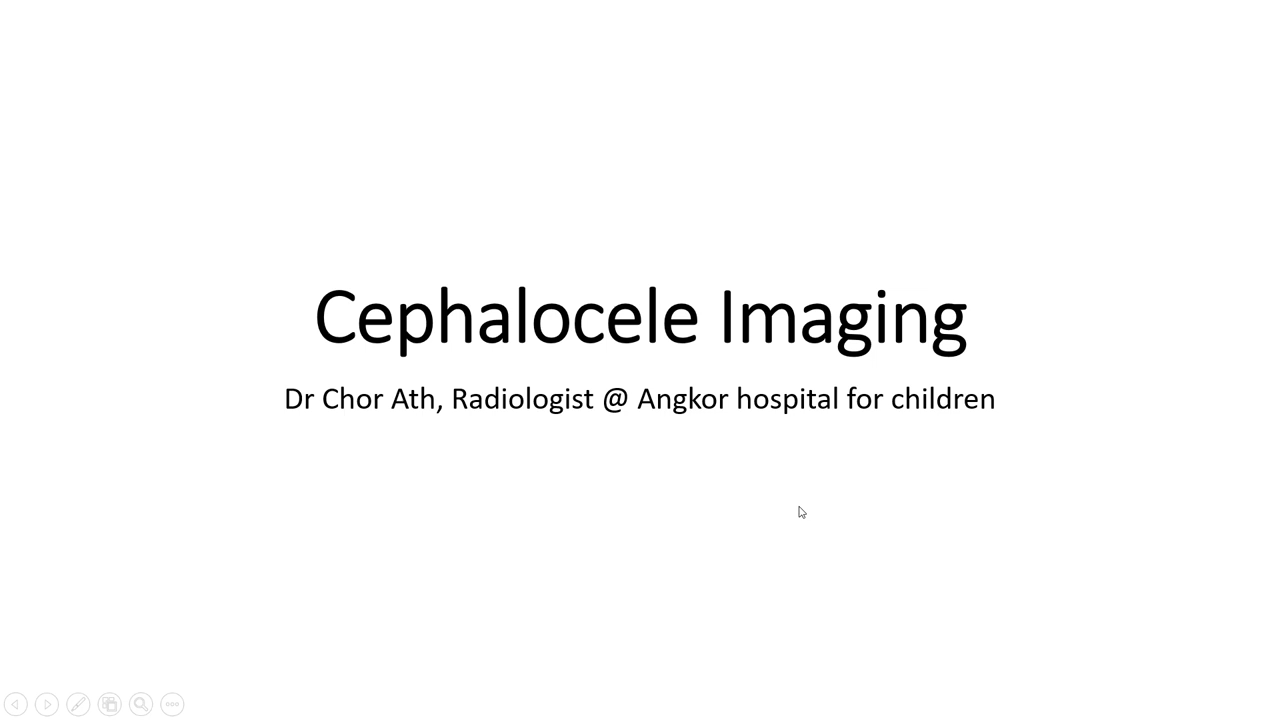 Cephalocele Imaging
Dr Chor Ath, Radiologist @ Angkor hospital for children